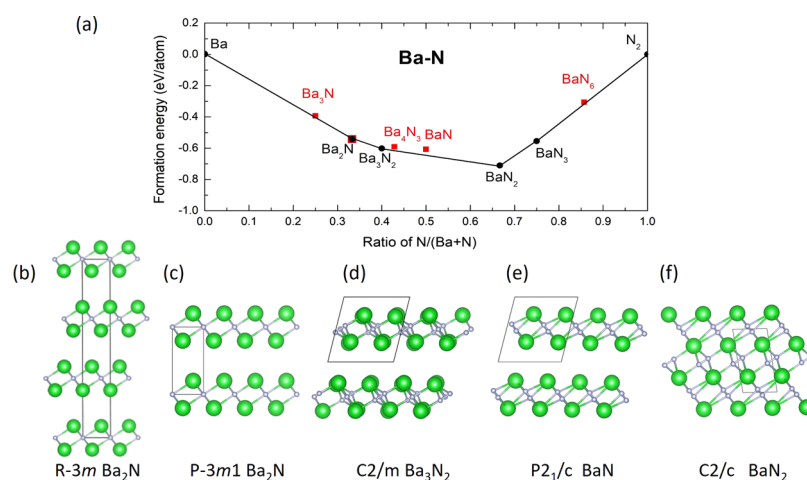 (a)
Ba-N
Formation energy (eV/atom)
0.2
0.0
-0.2
-0.4
-0.6
-0.8
-1.0
Ba
N₂
Ba₃N
BaN₆
Ba₄N₃ BaN
Ba₂N
Ba₃N₂
BaN₃
BaN₂
0.0 0.1 0.2 0.3 0.4 0.5 0.6 0.7 0.8 0.9 1.0
Ratio of N/(Ba+N)
(b) (c) (d) (e) (f)
R-3m Ba₂N P-3m1 Ba₂N C2/m Ba₃N₂ P2₁/c BaN C2/c BaN₂